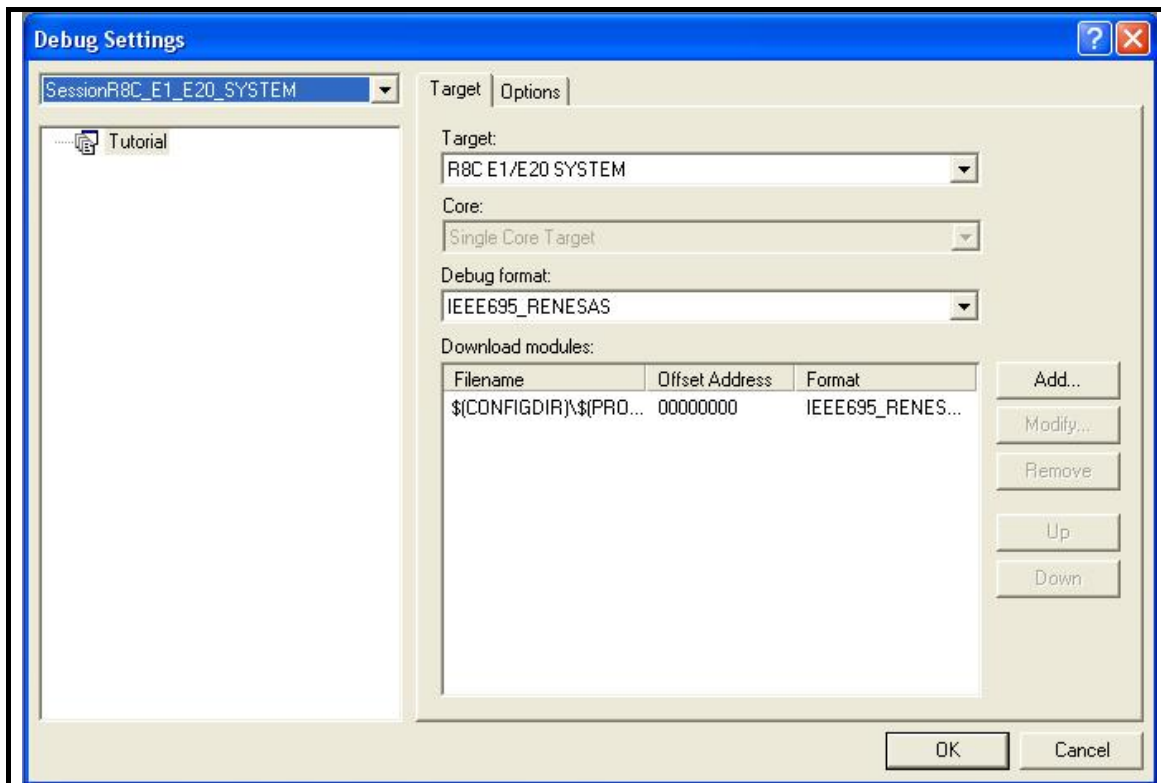 Debug Settings
SessionR8C_E1_E20_SYSTEM
Tutorial
Target Options
Target:
R8C E1/E20 SYSTEM
Core:
Single Core Target
Debug format:
IEEE695_RENESAS
Download modules:
Filename Offset Address Format
$(CONFIGDIR)\$(PRO... 00000000 IEEE695_RENES...
Add...
Modify...
Remove
Up
Down
OK Cancel